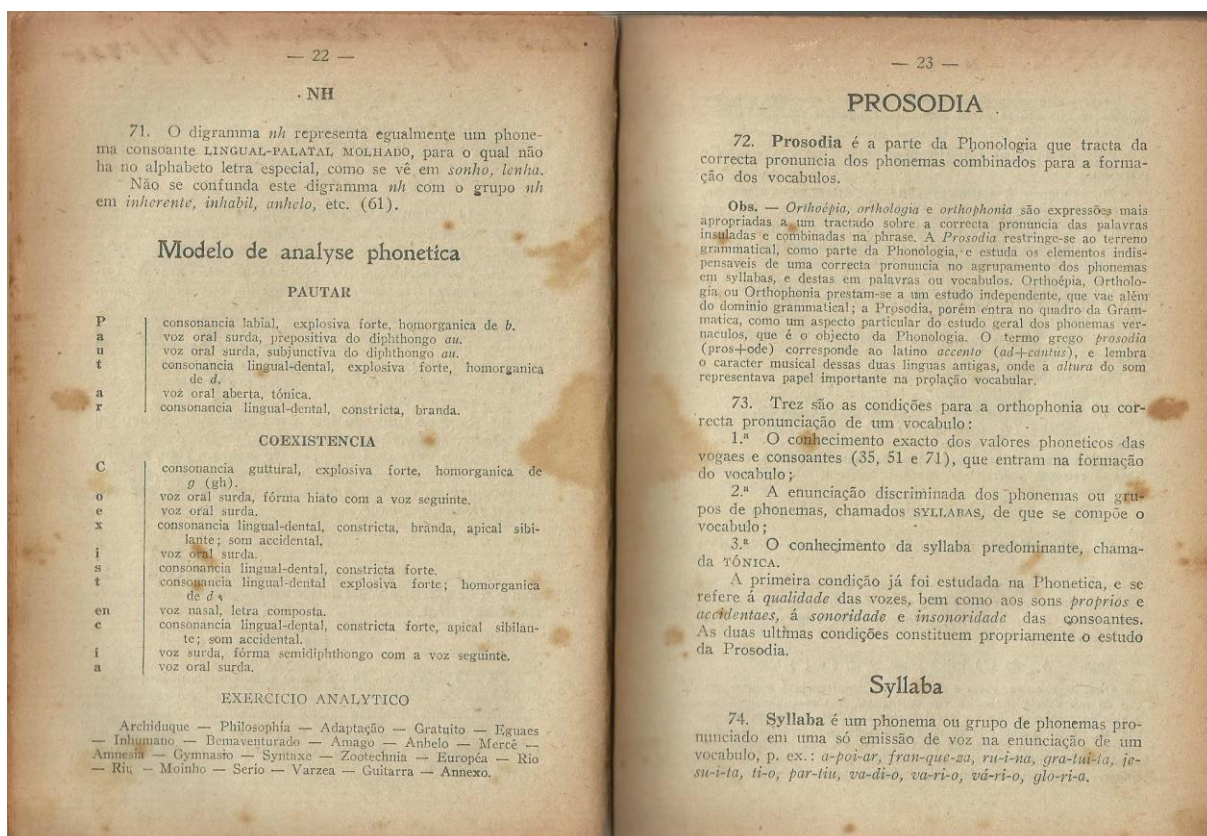 — 22 —
NH
71. O digramma nh representa egualmente um phone-
ma consoante LINGUAL-PALATAL MOLHADO, para o qual não
ha no alphabeto letra especial, como se vê em sonho, lenha.
Não se confunda este digramma nh com o grupo nh
em inherente, inhabil, anhelo, etc. (61).
Modelo de analyse phonetica
PAUTAR
P consonancia labial, explosiva forte, homorganica de b.
a voz oral surda, prepositiva do diphthongo au.
u voz oral surda, subjunctiva do diphthongo au.
t consonancia lingual-dental, explosiva forte, homorganica
de d.
a voz oral aberta, tónica.
r consonancia lingual-dental, constricta, branda.
COEXISTENCIA
C consonancia guttural, explosiva forte, homorganica de
g (gh).
o voz oral surda, fórma hiato com a voz seguinte.
e voz oral surda.
x consonancia lingual-dental, constricta, branda, apical sibi-
lante; som accidental.
i voz oral surda.
s consonancia lingual-dental, constricta forte.
t consonancia lingual-dental explosiva forte; homorganica
de d
en voz nasal, letra composta.
c consonancia lingual-dental, constricta forte, apical sibilan-
te; som accidental.
i voz surda, fórma semidiphthongo com a voz seguinte.
a voz oral surda.
EXERCICIO ANALYTICO
Archiduque — Philosophía — Adaptação — Gratuito — Eguaes
— Inhumano — Bemaventurado — Amago — Anhelo — Mercê —
Amnesia — Gymnasio — Syntaxe — Zootechnia — Européa — Rio
— Riu — Moinho — Serio — Varzea — Guitarra — Annexo.
— 23 —
PROSODIA
72. Prosodia é a parte da Phonologia que tracta da
correcta pronuncia dos phonemas combinados para a forma-
ção dos vocabulos.
Obs. — Orthoépia, orthologia e orthophonia são expressões mais
apropriadas a um tractado sobre a correcta pronuncia das palavras
insuladas e combinadas na phrase. A Prosodia restringe-se ao terreno
grammatical, como parte da Phonologia, e estuda os elementos indis-
pensaveis de uma correcta pronuncia no agrupamento dos phonemas
em syllabas, e destas em palavras ou vocabulos. Orthoépia, Ortholo-
gia ou Orthophonia prestam-se a um estudo independente, que vae além
do dominio grammatical; a Prosodia, porém entra no quadro da Gram-
matica, como um aspecto particular do estudo geral dos phonemas ver-
naculos, que é o objecto da Phonologia. O termo grego prosodia
(pros+ode) corresponde ao latino accento (ad+cantus), e lembra
o caracter musical dessas duas linguas antigas, onde a altura do som
representava papel importante na prolação vocabular.
73. Trez são as condições para a orthophonia ou cor-
recta pronunciação de um vocabulo:
1.ª O conhecimento exacto dos valores phoneticos das
vogaes e consoantes (35, 51 e 71), que entram na formação
do vocabulo;
2.ª A enunciação discriminada dos phonemas ou gru-
pos de phonemas, chamados SYLLABAS, de que se compõe o
vocabulo;
3.ª O conhecimento da syllaba predominante, chama-
da TÓNICA.
A primeira condição já foi estudada na Phonetica, e se
refere á qualidade das vozes, bem como aos sons proprios e
accidentaes, á sonoridade e insonoridade das consoantes.
As duas ultimas condições constituem propriamente o estudo
da Prosodia.
Syllaba
74. Syllaba é um phonema ou grupo de phonemas pro-
nunciado em uma só emissão de voz na enunciação de um
vocabulo, p. ex.: a-poi-ar, fran-que-za, ru-i-na, gra-tui-ta, je-
su-i-ta, ti-o, par-tiu, va-di-o, va-ri-o, vá-ri-o, glo-ri-a.